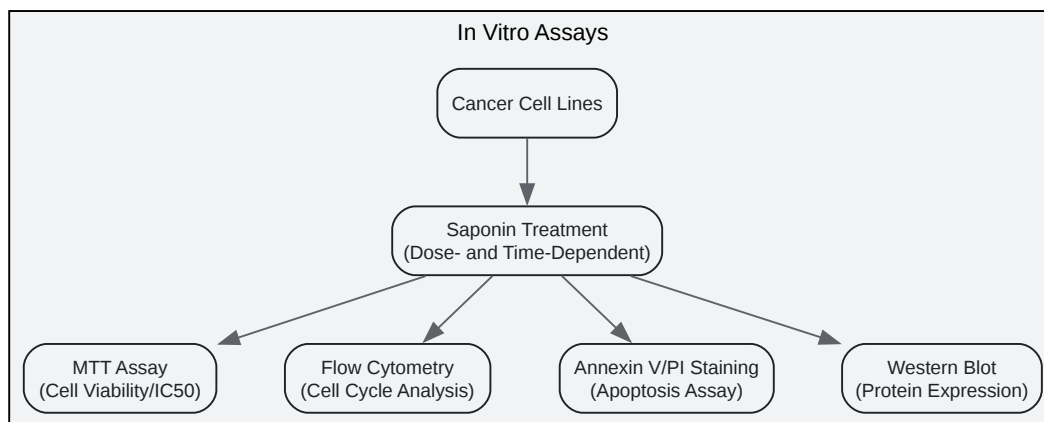 In Vitro Assays
Cancer Cell Lines
Saponin Treatment
(Dose- and Time-Dependent)
MTT Assay
(Cell Viability/IC50)
Flow Cytometry
(Cell Cycle Analysis)
Annexin V/PI Staining
(Apoptosis Assay)
Western Blot
(Protein Expression)